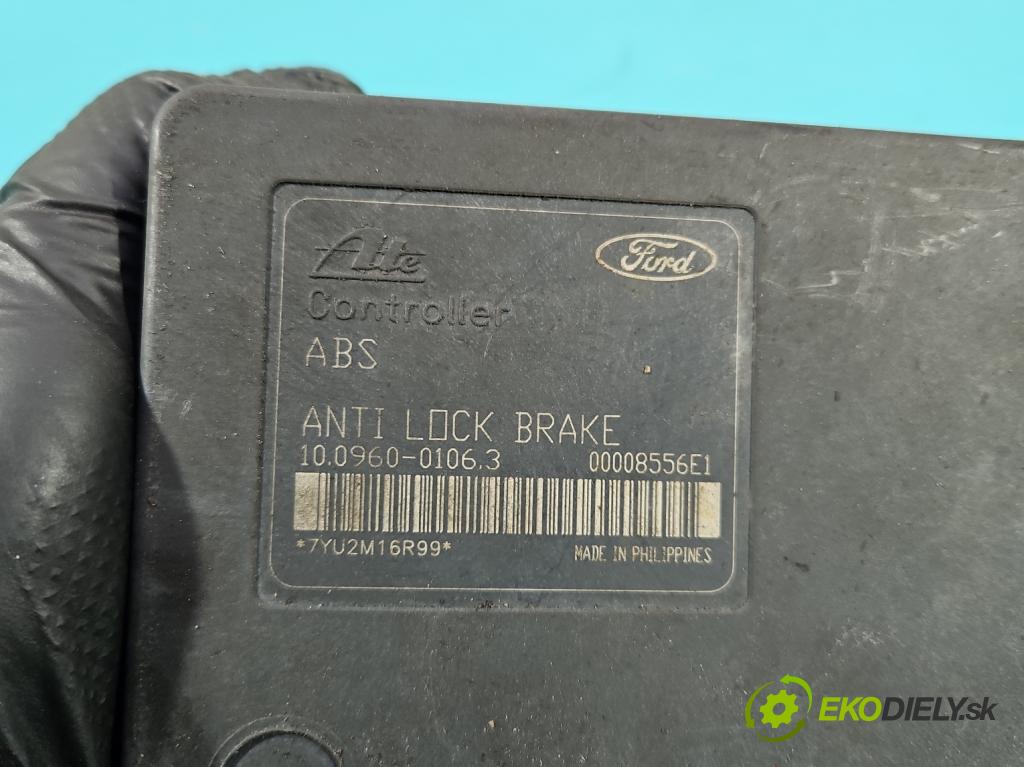 Ate
Ford
Controller
ABS
ANTI LOCK BRAKE
10.0960-0106.3 00008556E1
*7YU2M16R99* MADE IN PHILIPPINES
EKODIELY.sk